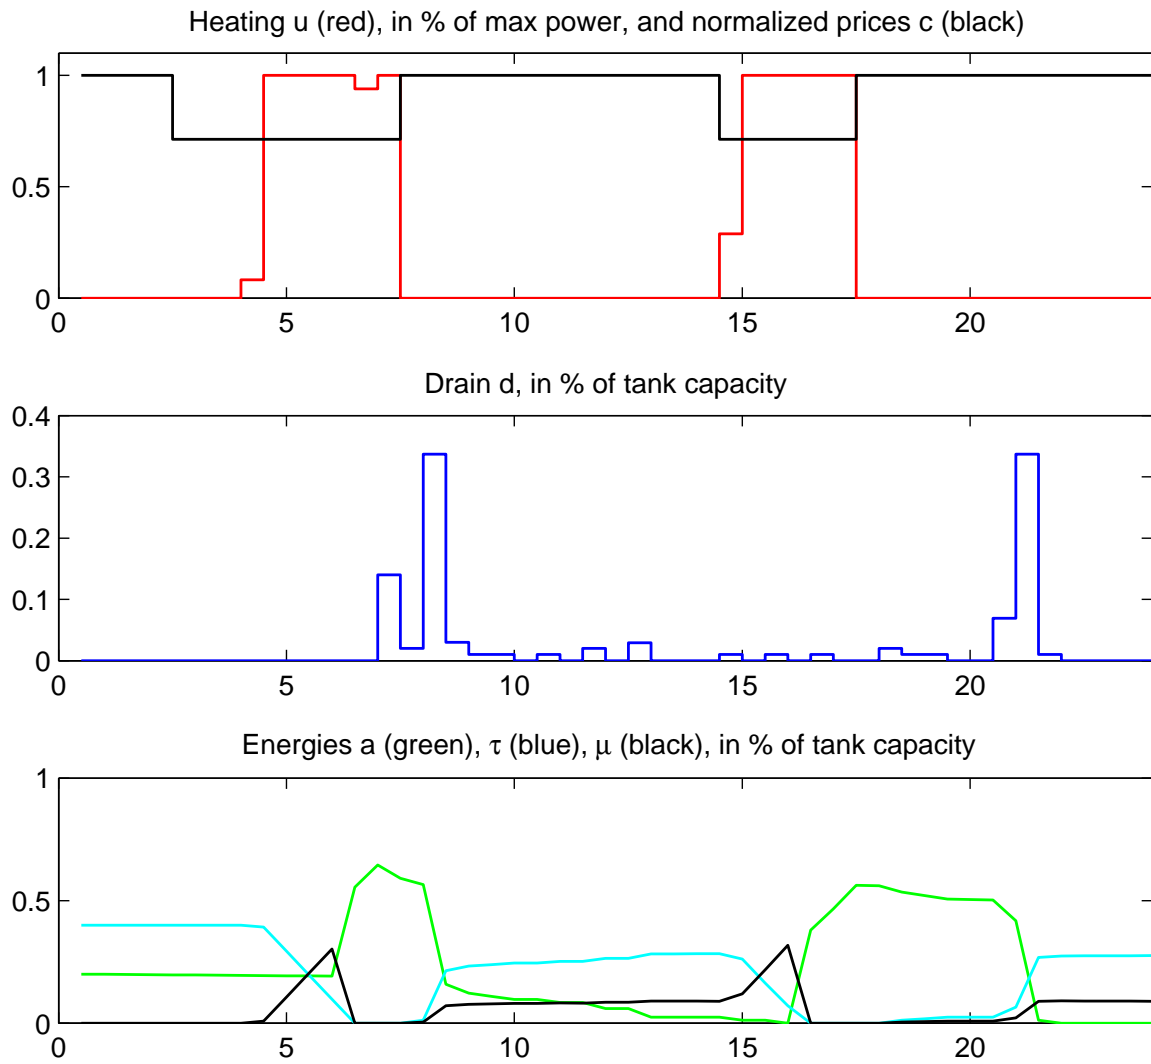 Heating u (red), in % of max power, and normalized prices c (black)
1
0.5
0
0 5 10 15 20
Drain d, in % of tank capacity
0.4
0.3
0.2
0.1
0
0 5 10 15 20
Energies a (green), τ (blue), μ (black), in % of tank capacity
1
0.5
0
0 5 10 15 20